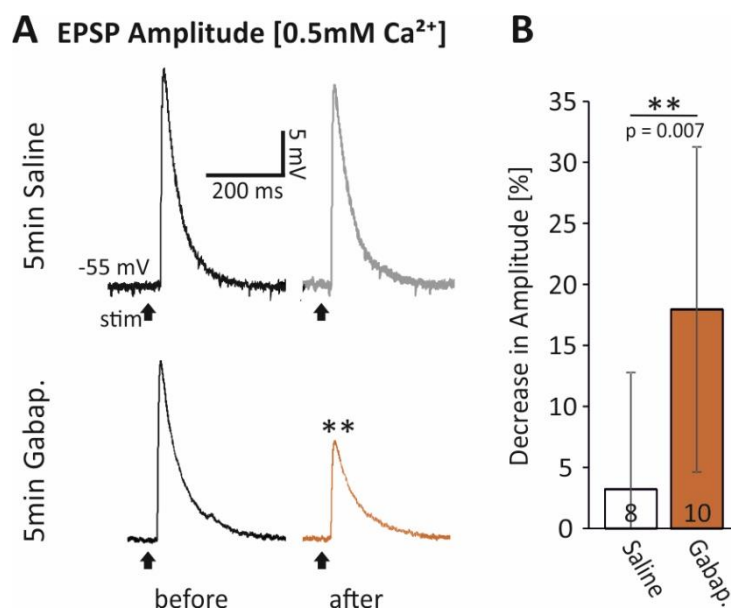 A EPSP Amplitude [0.5mM Ca²⁺]
5min Saline
5 mV
200 ms
-55 mV
stim
5min Gabap.
**
before
after
B
Decrease in Amplitude [%]
35
30
25
20
15
10
5
0
**
p = 0.007
8
10
Saline
Gabap.